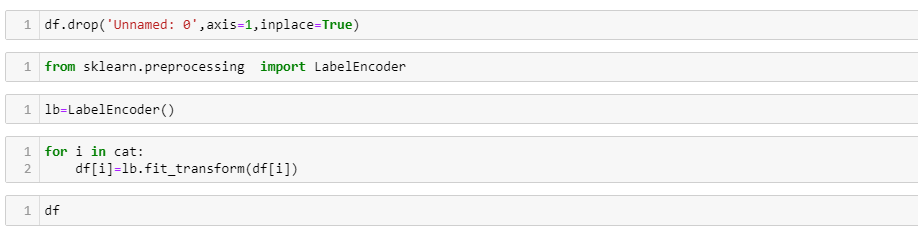 1 df.drop('Unnamed: 0',axis=1,inplace=True)
1 from sklearn.preprocessing  import LabelEncoder
1 lb=LabelEncoder()
1 for i in cat:
2     df[i]=lb.fit_transform(df[i])
1 df